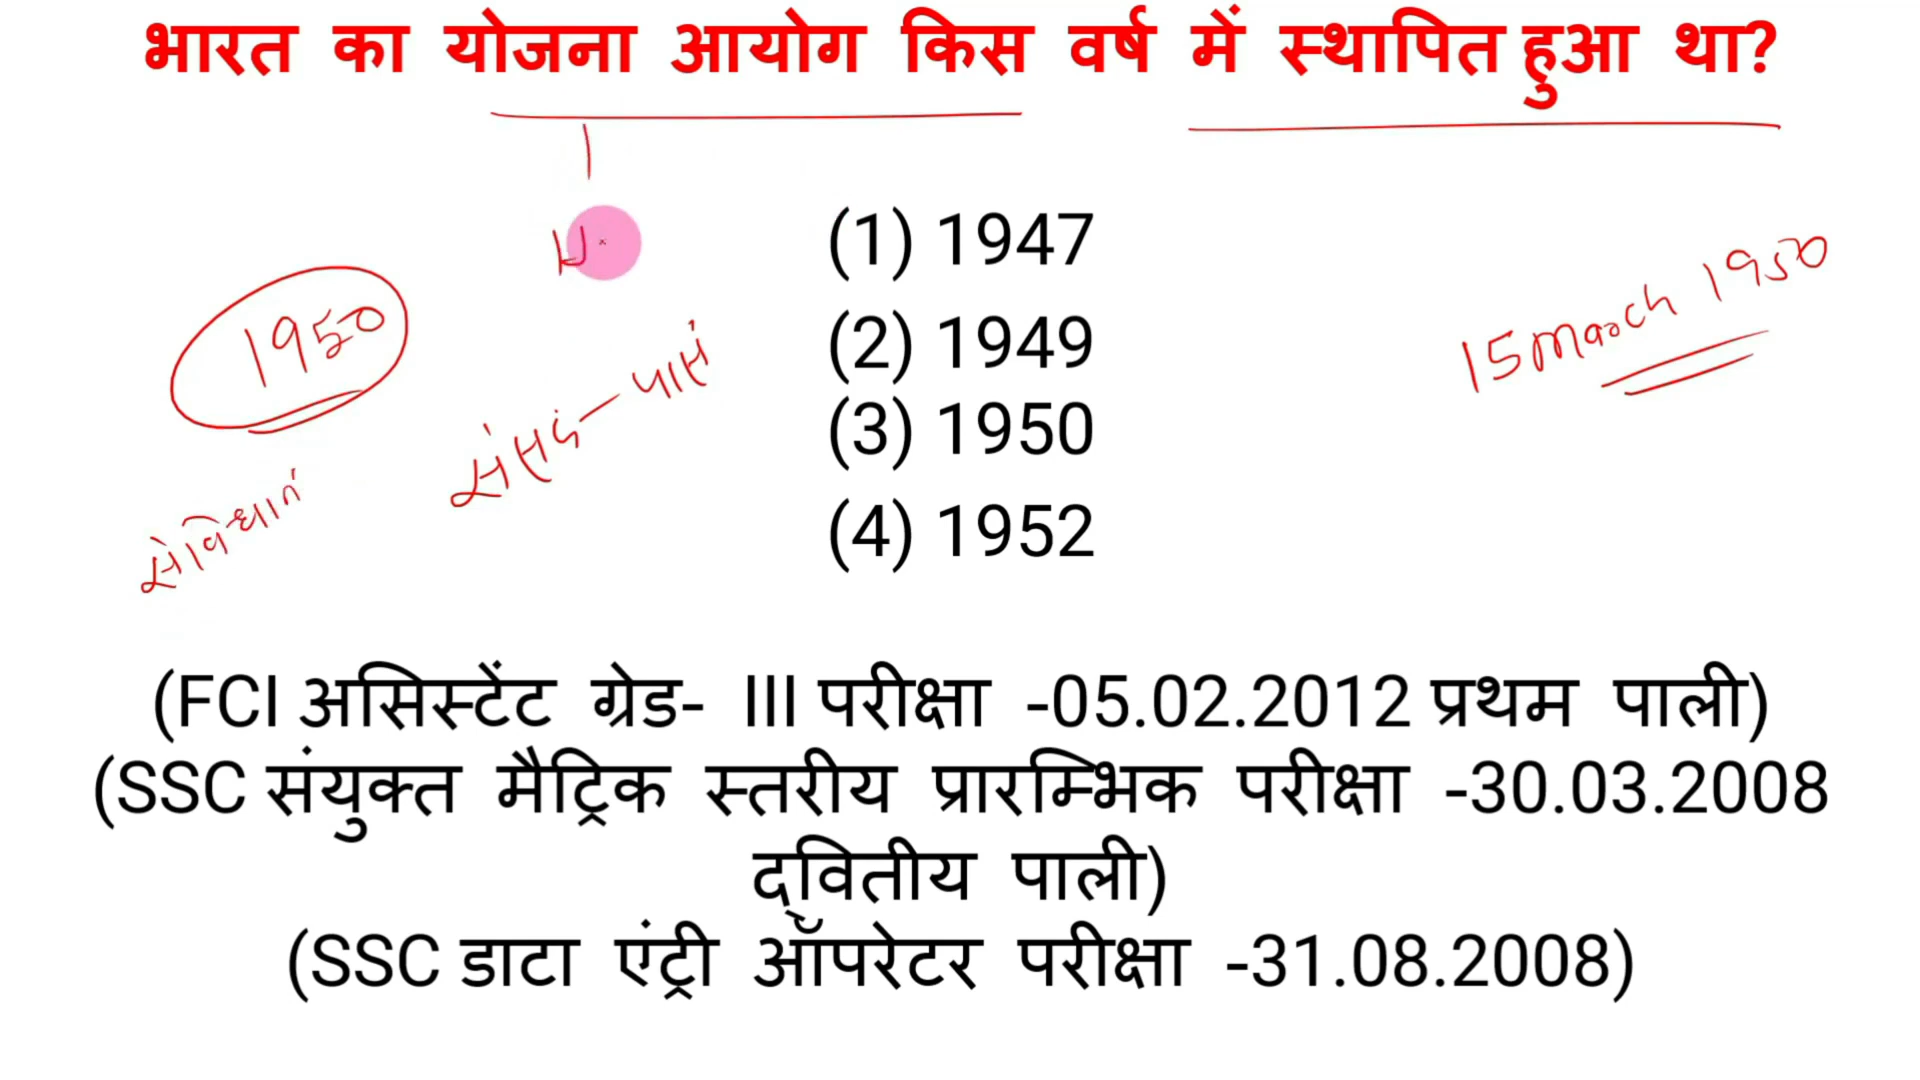 भारत का योजना आयोग किस वर्ष में स्थापित हुआ था?
(1) 1947
(2) 1949
(3) 1950
(4) 1952
1950
संविधान
संसद - पास
15 March 1950
(FCI असिस्टेंट ग्रेड- III परीक्षा -05.02.2012 प्रथम पाली)
(SSC संयुक्त मैट्रिक स्तरीय प्रारम्भिक परीक्षा -30.03.2008
द्वितीय पाली)
(SSC डाटा एंट्री ऑपरेटर परीक्षा -31.08.2008)